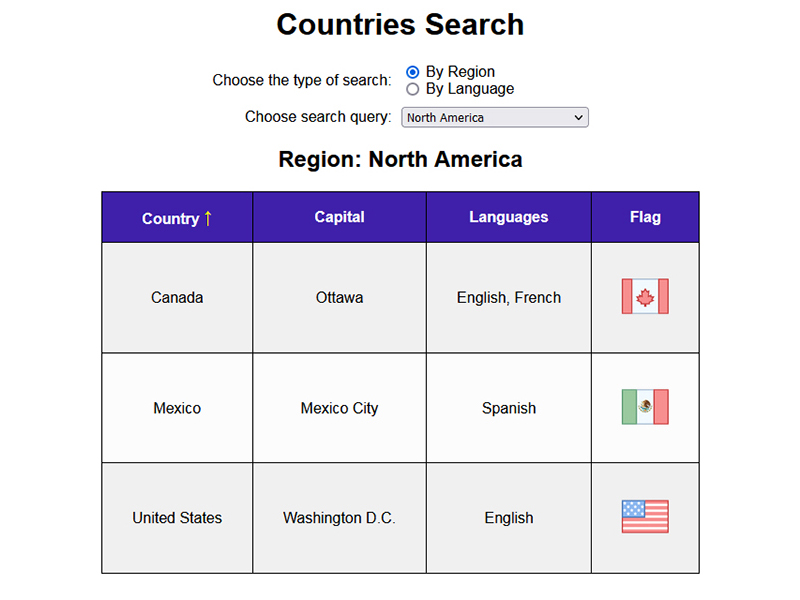 Countries Search
Choose the type of search:
By Region
By Language
Choose search query: North America
Region: North America
Country ↑ Capital Languages Flag
Canada Ottawa English, French
Mexico Mexico City Spanish
United States Washington D.C. English